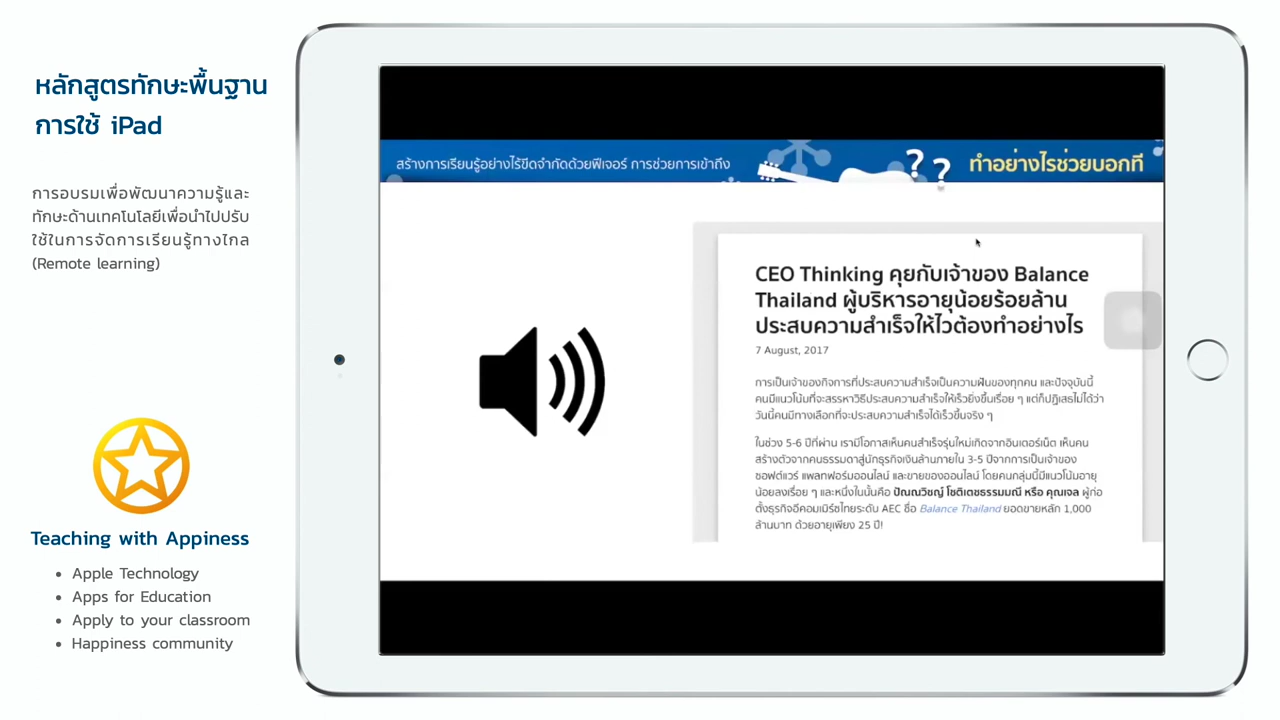 หลักสูตรทักษะพื้นฐาน
การใช้ iPad
การอบรมเพื่อพัฒนาความรู้และ
ทักษะด้านเทคโนโลยีเพื่อนำไปปรับ
ใช้ในการจัดการเรียนรู้ทางไกล
(Remote learning)
Teaching with Appiness
• Apple Technology
• Apps for Education
• Apply to your classroom
• Happiness community
สร้างการเรียนรู้อย่างไร้ขีดจำกัดด้วยฟีเจอร์ การช่วยการเข้าถึง
? ?
ทำอย่างไรช่วยบอกที
CEO Thinking คุยกับเจ้าของ Balance
Thailand ผู้บริหารอายุน้อยร้อยล้าน
ประสบความสำเร็จให้ไวต้องทำอย่างไร
7 August, 2017
การเป็นเจ้าของกิจการที่ประสบความสำเร็จเป็นความฝันของทุกคน และปัจจุบันนี้
คนมีแนวโน้มที่จะสรรหาวิธีประสบความสำเร็จให้เร็วยิ่งขึ้นเรื่อย ๆ แต่ก็ปฏิเสธไม่ได้ว่า
วันนี้คนมีทางเลือกที่จะประสบความสำเร็จได้เร็วขึ้นจริง ๆ
ในช่วง 5-6 ปีที่ผ่าน เรามีโอกาสเห็นคนสำเร็จรุ่นใหม่เกิดจากอินเตอร์เน็ต เห็นคน
สร้างตัวจากคนธรรมดาสู่นักธุรกิจเงินล้านภายใน 3-5 ปีจากการเป็นเจ้าของ
ซอฟต์แวร์ แพลทฟอร์มออนไลน์ และขายของออนไลน์ โดยคนกลุ่มนี้มีแนวโน้มอายุ
น้อยลงเรื่อย ๆ และหนึ่งในนั้นคือ ปัณณวิชญ์ โชติเตชธรรมมณี หรือ คุณเจล ผู้ก่อ
ตั้งธุรกิจอีคอมเมิร์ซไทยระดับ AEC ชื่อ Balance Thailand ยอดขายหลัก 1,000
ล้านบาท ด้วยอายุเพียง 25 ปี!